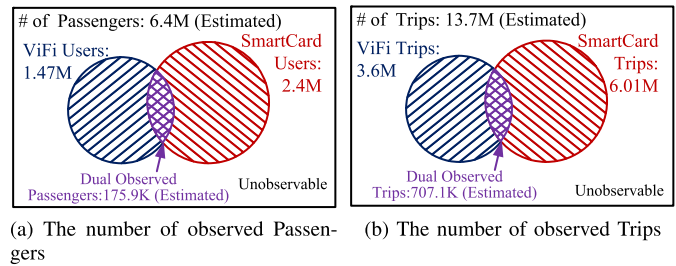 # of Passengers: 6.4M (Estimated)
ViFi Users:
1.47M
SmartCard
Users:
2.4M
Dual Observed
Passengers:175.9K (Estimated)
Unobservable
(a) The number of observed Passen-
gers
# of Trips: 13.7M (Estimated)
ViFi Trips:
3.6M
SmartCard
Trips:
6.01M
Dual Observed
Trips:707.1K (Estimated)
Unobservable
(b) The number of observed Trips